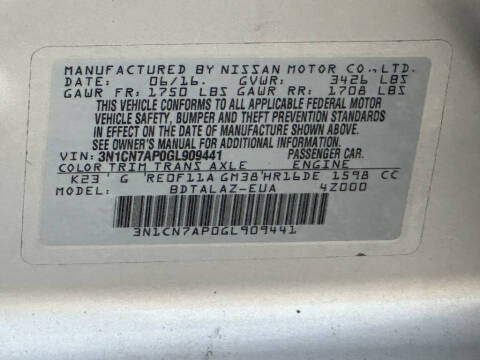 MANUFACTURED BY NISSAN MOTOR CO.,LTD.
DATE: 06/16. GVWR: 3426 LBS
GAWR FR: 1750 LBS GAWR RR: 1708 LBS
THIS VEHICLE CONFORMS TO ALL APPLICABLE FEDERAL MOTOR
VEHICLE SAFETY, BUMPER AND THEFT PREVENTION STANDARDS
IN EFFECT ON THE DATE OF MANUFACTURE SHOWN ABOVE.
SEE OWNER'S MANUAL FOR ADDITIONAL INFORMATION.
VIN: 3N1CN7AP0GL909441 PASSENGER CAR.
COLOR TRIM TRANS AXLE ENGINE
K23 G RE0F11A GM38 HR16DE 1598 CC
MODEL: BDTALAZ-EUA 4Z000
3N1CN7AP0GL909441